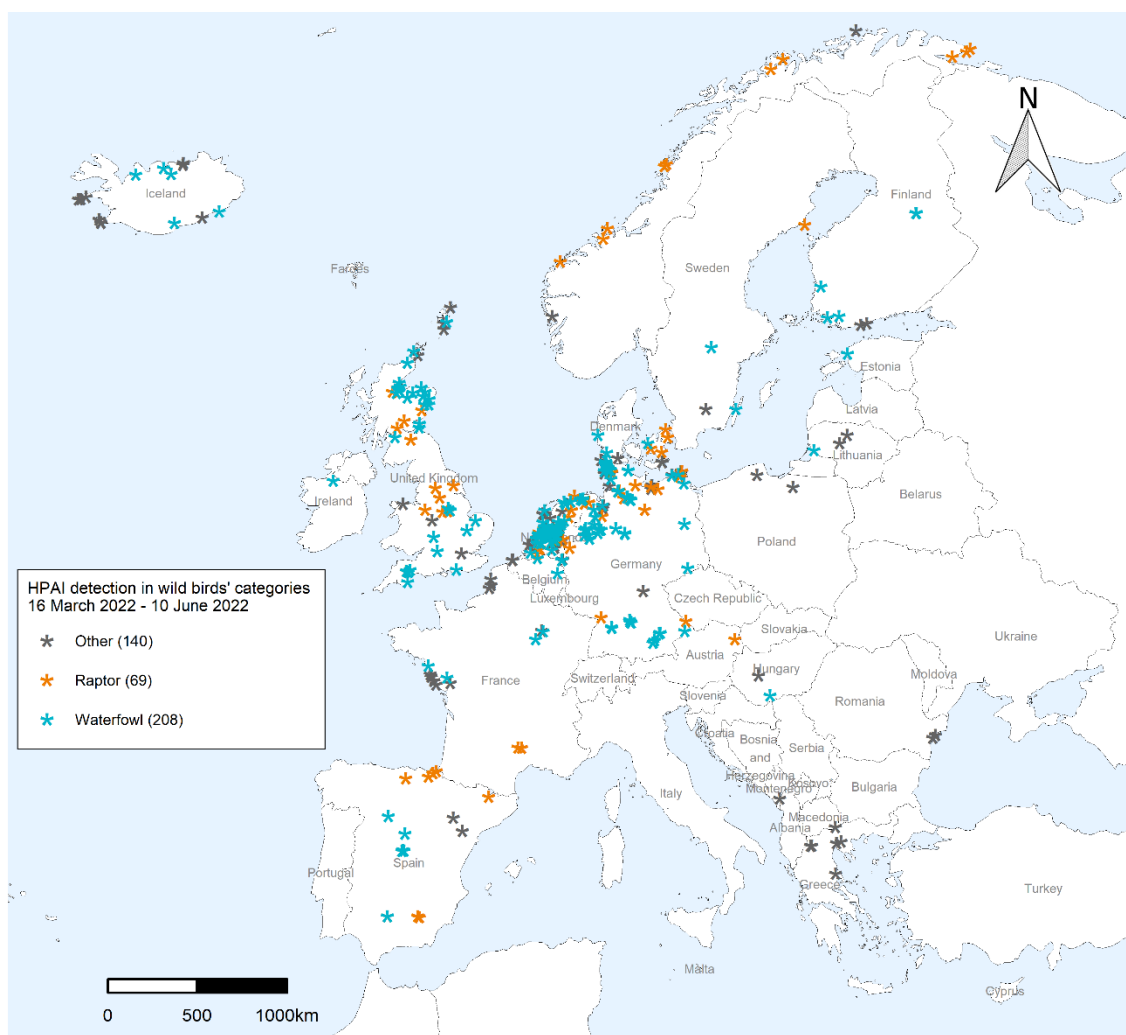 N
Iceland
Finland
Faroes
Sweden
Estonia
Latvia
Denmark
Lithuania
United Kingdom
Ireland
Belarus
Poland
Germany
Belgium
Luxembourg
Czech Republic
Slovakia
Ukraine
Austria
France
Switzerland
Hungary
Moldova
Slovenia
Romania
Croatia
Bosnia
and
Herzegovina
Serbia
Montenegro
Kosovo*
Bulgaria
Italy
Macedonia
Albania
Portugal
Spain
Greece
Turkey
Malta
Cyprus
HPAI detection in wild birds' categories
16 March 2022 - 10 June 2022
Other (140)
Raptor (69)
Waterfowl (208)
0 500 1000km